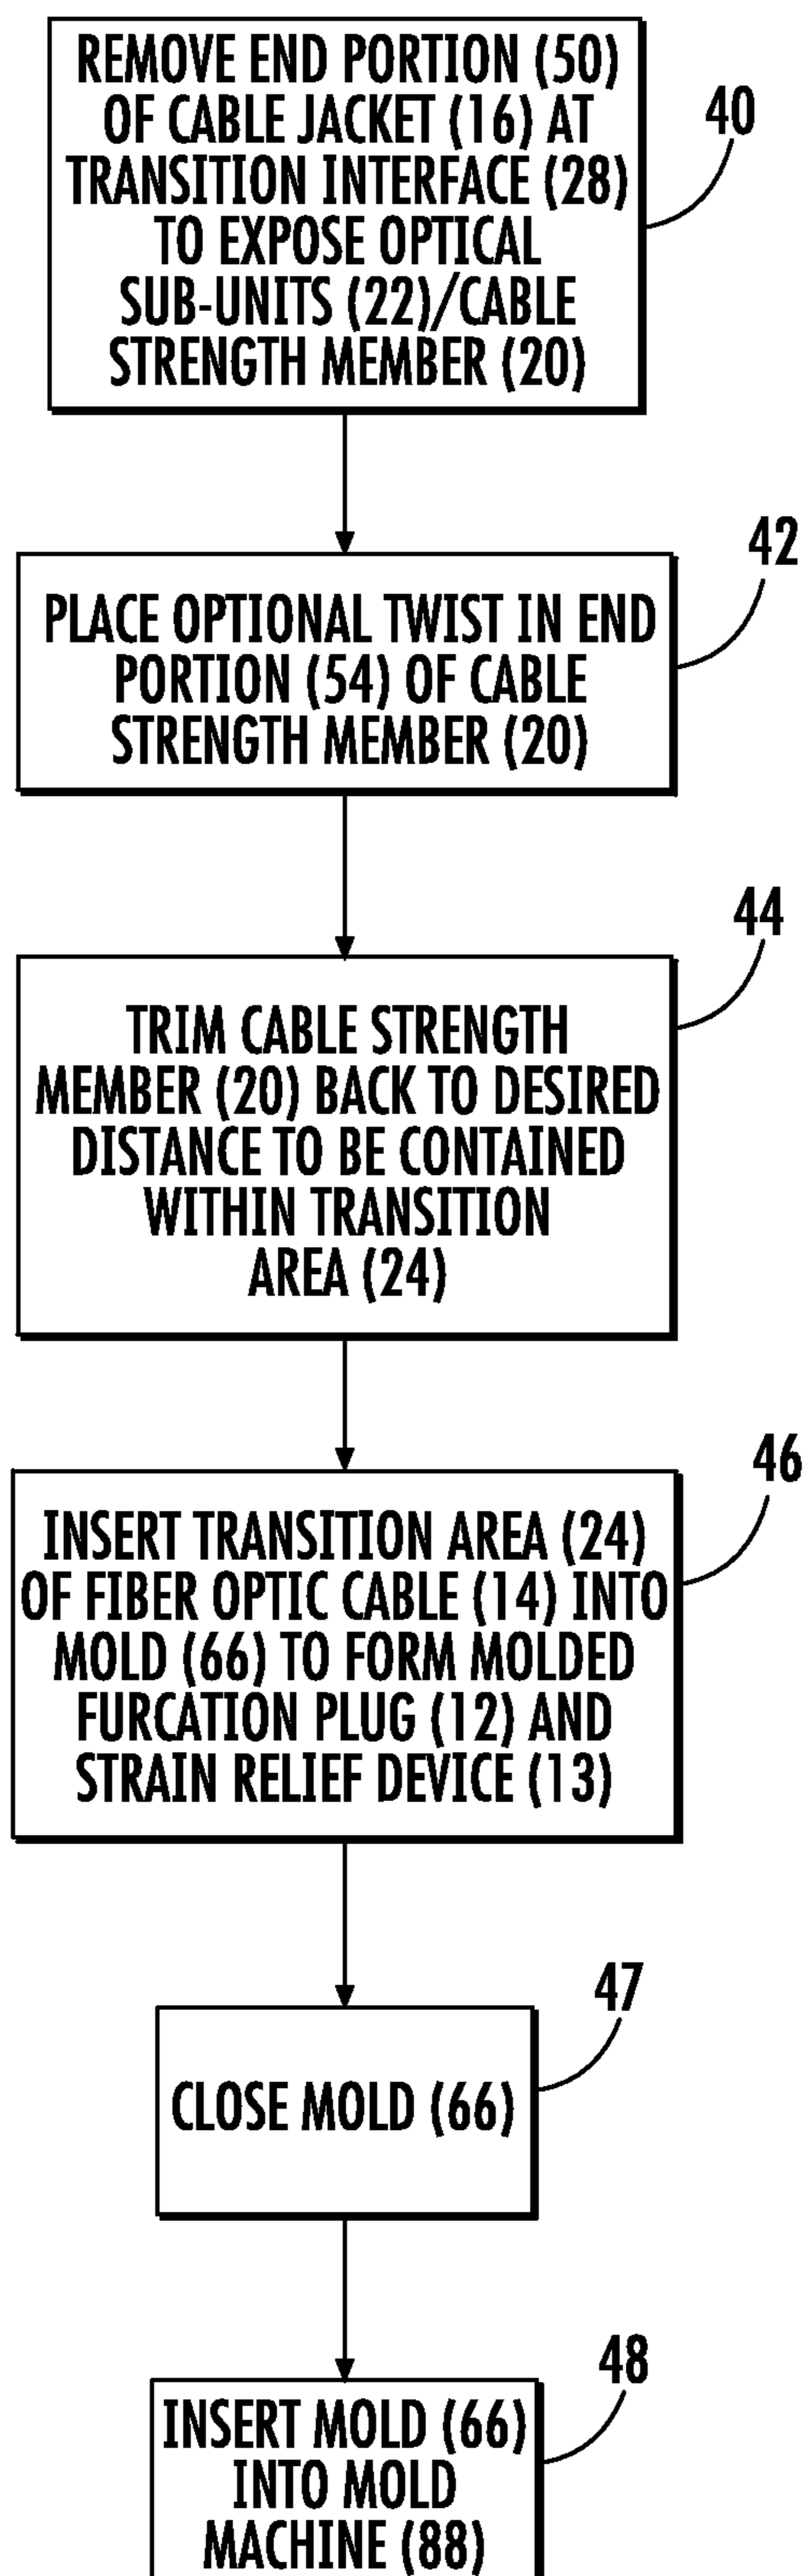 REMOVE END PORTION (50)
OF CABLE JACKET (16) AT
TRANSITION INTERFACE (28)
TO EXPOSE OPTICAL
SUB-UNITS (22)/CABLE
STRENGTH MEMBER (20)
40
PLACE OPTIONAL TWIST IN END
PORTION (54) OF CABLE
STRENGTH MEMBER (20)
42
TRIM CABLE STRENGTH
MEMBER (20) BACK TO DESIRED
DISTANCE TO BE CONTAINED
WITHIN TRANSITION
AREA (24)
44
INSERT TRANSITION AREA (24)
OF FIBER OPTIC CABLE (14) INTO
MOLD (66) TO FORM MOLDED
FURCATION PLUG (12) AND
STRAIN RELIEF DEVICE (13)
46
CLOSE MOLD (66)
47
INSERT MOLD (66)
INTO MOLD
MACHINE (88)
48